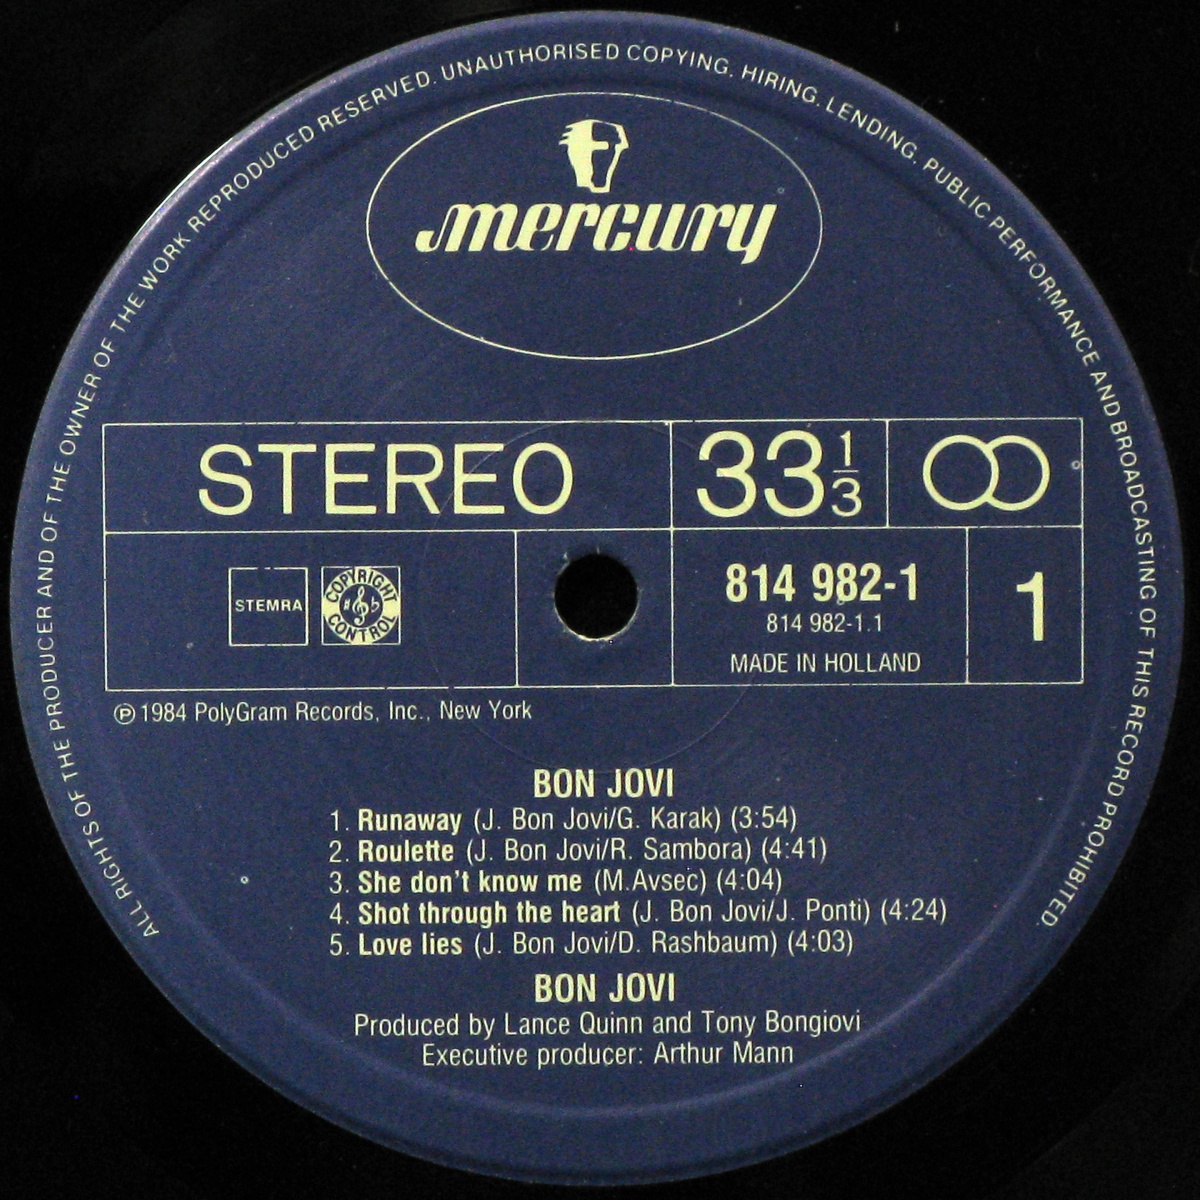 ALL RIGHTS OF THE PRODUCER AND OF THE OWNER OF THE WORK REPRODUCED RESERVED. UNAUTHORISED COPYING, HIRING, LENDING, PUBLIC PERFORMANCE AND BROADCASTING OF THIS RECORD PROHIBITED.
mercury
STEREO 33 1/3
STEMRA COPYRIGHT CONTROL 814 982-1 1
814 982-1.1
MADE IN HOLLAND
℗ 1984 PolyGram Records, Inc., New York
BON JOVI
1. Runaway (J. Bon Jovi/G. Karak) (3:54)
2. Roulette (J. Bon Jovi/R. Sambora) (4:41)
3. She don't know me (M.Avsec) (4:04)
4. Shot through the heart (J. Bon Jovi/J. Ponti) (4:24)
5. Love lies (J. Bon Jovi/D. Rashbaum) (4:03)
BON JOVI
Produced by Lance Quinn and Tony Bongiovi
Executive producer: Arthur Mann